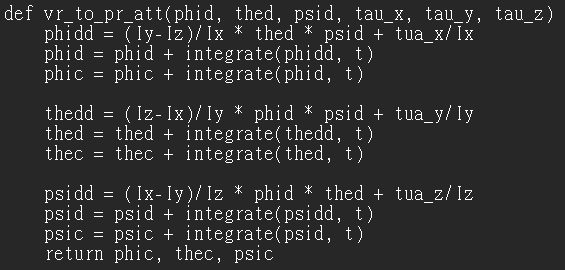 def vr_to_pr_att(phid, thed, psid, tau_x, tau_y, tau_z)
    phidd = (Iy-Iz)/Ix * thed * psid + tua_x/Ix
    phid = phid + integrate(phidd, t)
    phic = phic + integrate(phid, t)

    thedd = (Iz-Ix)/Iy * phid * psid + tua_y/Iy
    thed = thed + integrate(thedd, t)
    thec = thec + integrate(thed, t)

    psidd = (Ix-Iy)/Iz * phid * thed + tua_z/Iz
    psid = psid + integrate(psidd, t)
    psic = psic + integrate(psid, t)
    return phic, thec, psic